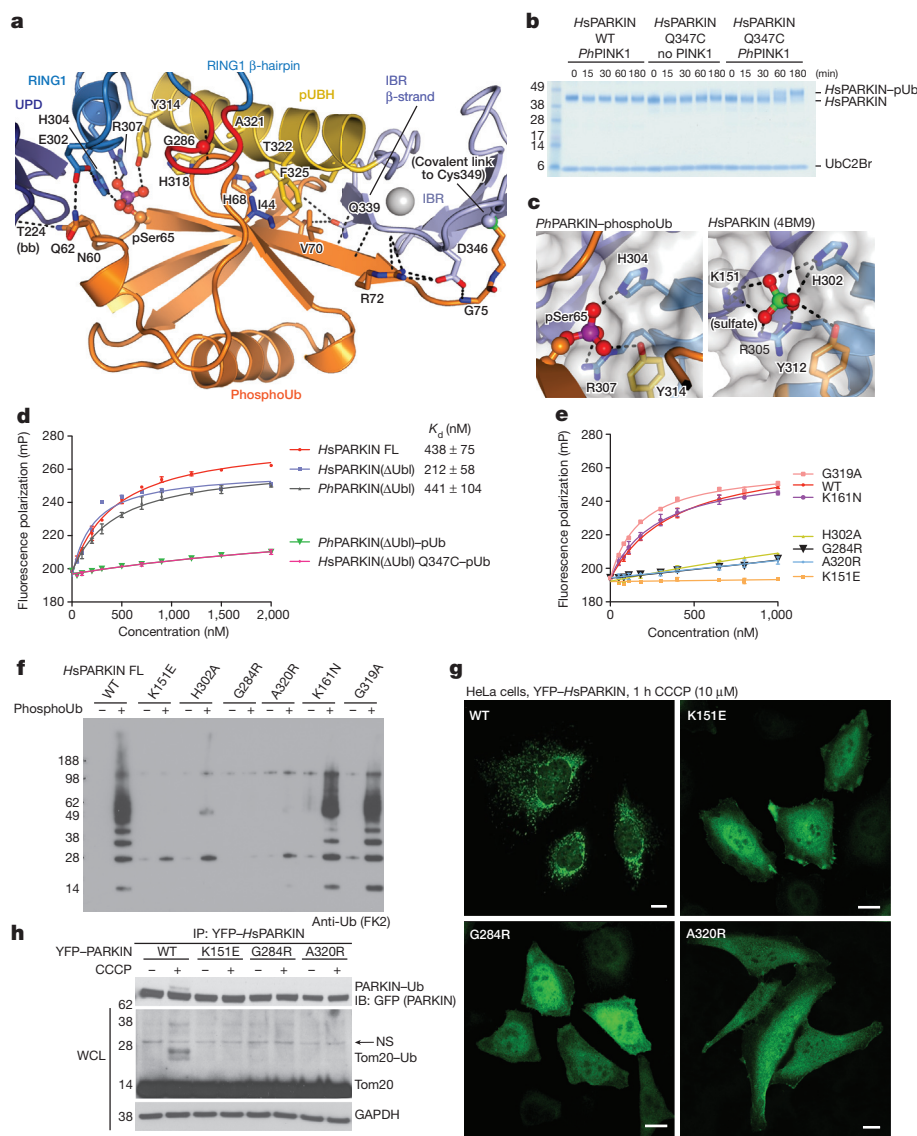 a
RING1
RING1 β-hairpin
pUBH
IBR
β-strand
UPD
H304
E302
R307
Y314
A321
G286
T322
F325
(Covalent link
to Cys349)
H318
H68
I44
Q339
IBR
T224
(bb)
Q62
N60
pSer65
V70
D346
R72
G75
PhosphoUb
b
HsPARKIN
WT
PhPINK1
HsPARKIN
Q347C
no PINK1
HsPARKIN
Q347C
PhPINK1
0 15 30 60 180 0 15 30 60 180 0 15 30 60 180 (min)
49
38
28
17
14
6
HsPARKIN–pUb
HsPARKIN
UbC2Br
c
PhPARKIN–phosphoUb
HsPARKIN (4BM9)
H304
pSer65
R307
Y314
K151
H302
(sulfate)
R305
Y312
d
Fluorescence polarization (mP)
280
260
240
220
200
180
0 500 1,000 1,500 2,000
Concentration (nM)
Kd (nM)
HsPARKIN FL 438 ± 75
HsPARKIN(ΔUbl) 212 ± 58
PhPARKIN(ΔUbl) 441 ± 104
PhPARKIN(ΔUbl)–pUb
HsPARKIN(ΔUbl) Q347C–pUb
e
Fluorescence polarization (mP)
280
260
240
220
200
180
0 500 1,000
Concentration (nM)
G319A
WT
K161N
H302A
G284R
A320R
K151E
f
HsPARKIN FL
WT K151E H302A G284R A320R K161N G319A
PhosphoUb – + – + – + – + – + – + – +
188
98
62
49
38
28
14
Anti-Ub (FK2)
g
HeLa cells, YFP–HsPARKIN, 1 h CCCP (10 μM)
WT
K151E
G284R
A320R
h
IP: YFP–HsPARKIN
YFP–PARKIN WT K151E G284R A320R
CCCP – + – + – + – +
62
PARKIN–Ub
IB: GFP (PARKIN)
WCL
38
28
14
38
NS
Tom20–Ub
Tom20
GAPDH